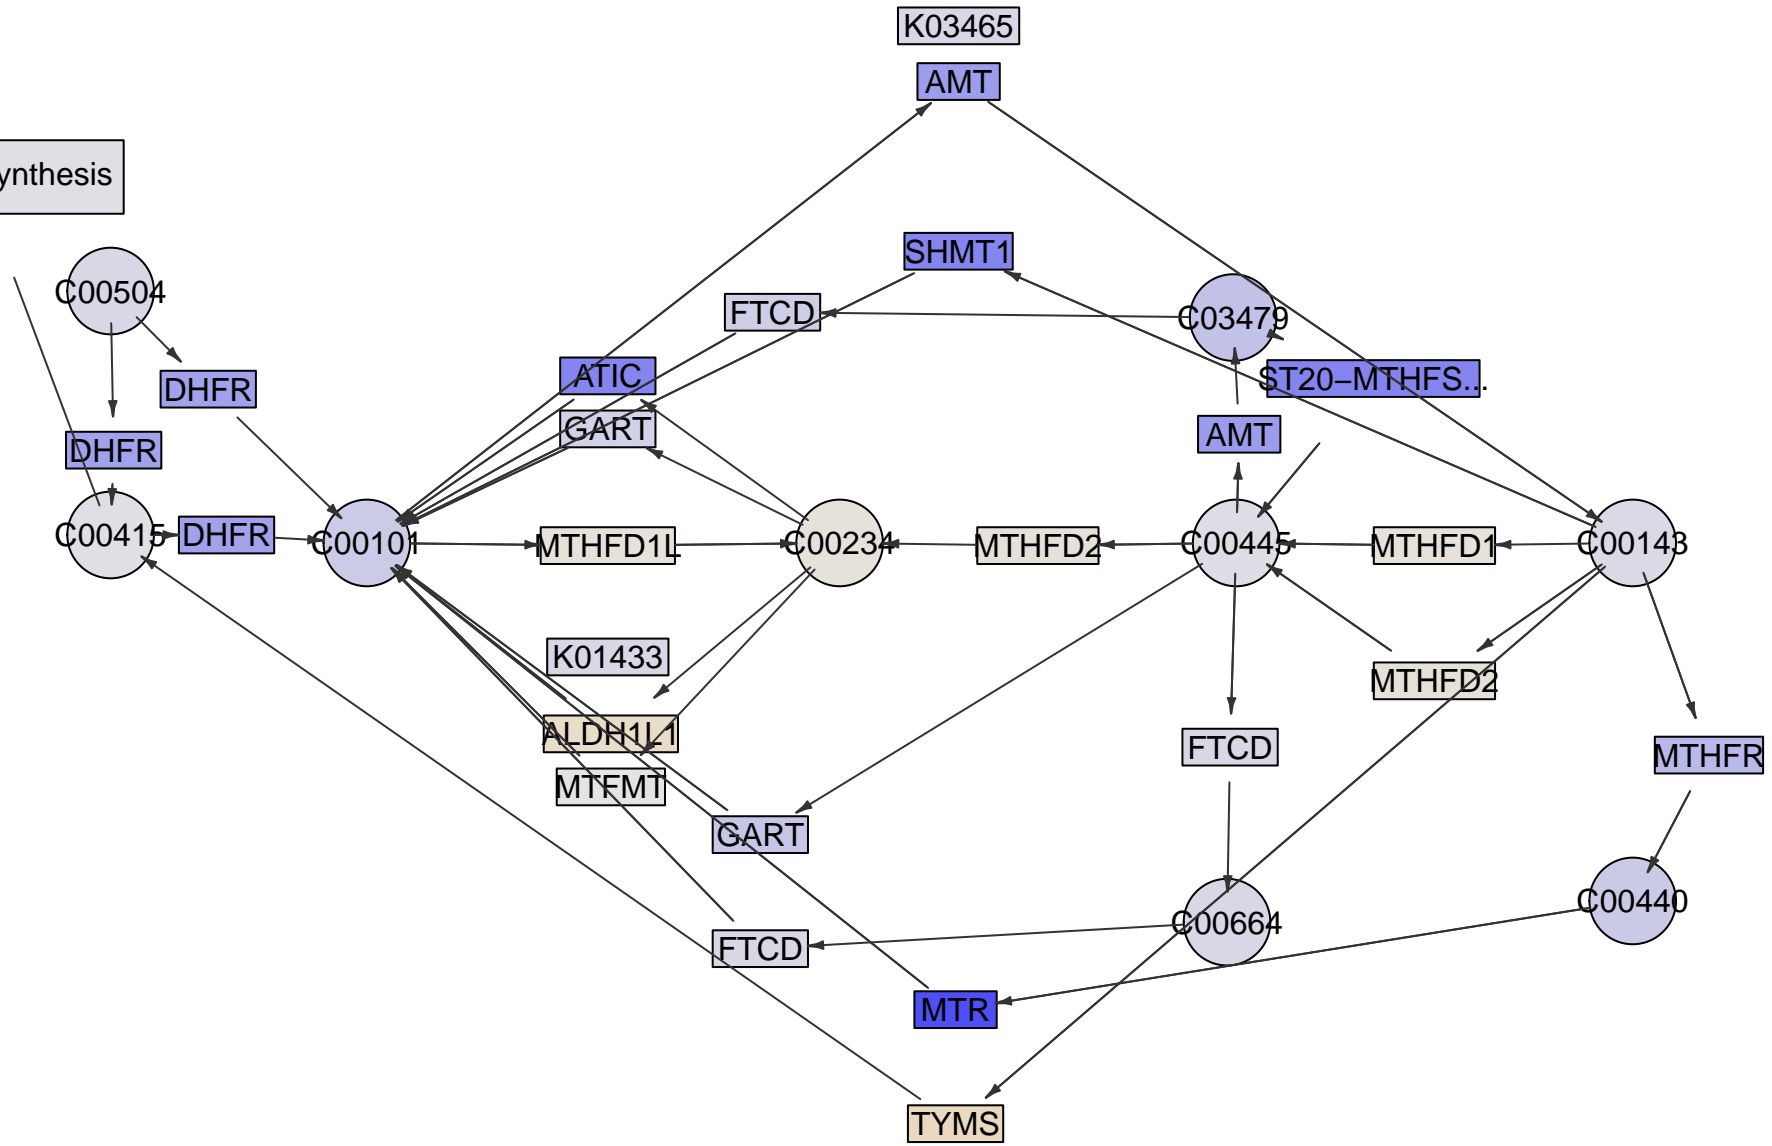 K03465
AMT
ynthesis
SHMT1
C00504
FTCD
C03479
ATIC
ST20−MTHFS...
DHFR
GART
AMT
DHFR
C00415
DHFR
C00101
MTHFD1L
C00234
MTHFD2
C00445
MTHFD1
C00143
K01433
MTHFD2
ALDH1L1
FTCD
MTHFR
MTFMT
GART
C00440
C00664
FTCD
MTR
TYMS